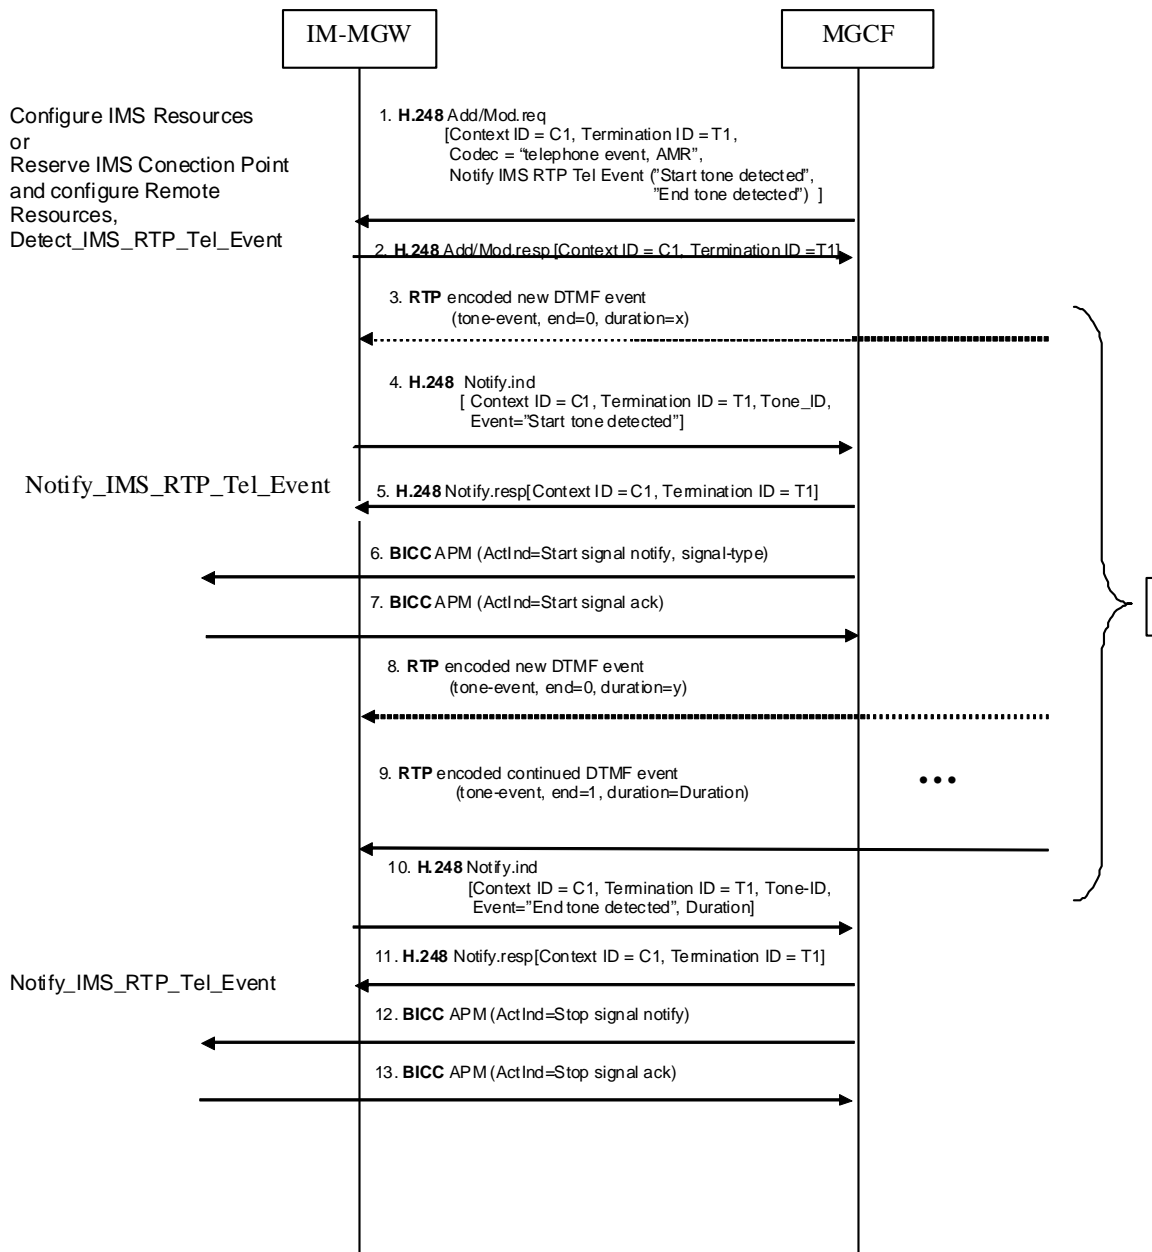 IM-MGW
MGCF
Configure IMS Resources
or
Reserve IMS Conection Point
and configure Remote
Resources,
Detect_IMS_RTP_Tel_Event
1. H.248 Add/Mod.req
[Context ID = C1, Termination ID = T1,
Codec = “telephone event, AMR”,
Notify IMS RTP Tel Event (”Start tone detected”,
”End tone detected”) ]
2. H.248 Add/Mod.resp [Context ID = C1, Termination ID = T1]
3. RTP encoded new DTMF event
(tone-event, end=0, duration=x)
4. H.248 Notify.ind
[ Context ID = C1, Termination ID = T1, Tone_ID,
Event=”Start tone detected”]
Notify_IMS_RTP_Tel_Event
5. H.248 Notify.resp[Context ID = C1, Termination ID = T1]
6. BICC APM (ActInd=Start signal notify, signal-type)
7. BICC APM (ActInd=Start signal ack)
8. RTP encoded new DTMF event
(tone-event, end=0, duration=y)
9. RTP encoded continued DTMF event
(tone-event, end=1, duration=Duration)
...
10. H.248 Notify.ind
[Context ID = C1, Termination ID = T1, Tone-ID,
Event=”End tone detected”, Duration]
11. H.248 Notify.resp[Context ID = C1, Termination ID = T1]
Notify_IMS_RTP_Tel_Event
12. BICC APM (ActInd=Stop signal notify)
13. BICC APM (ActInd=Stop signal ack)